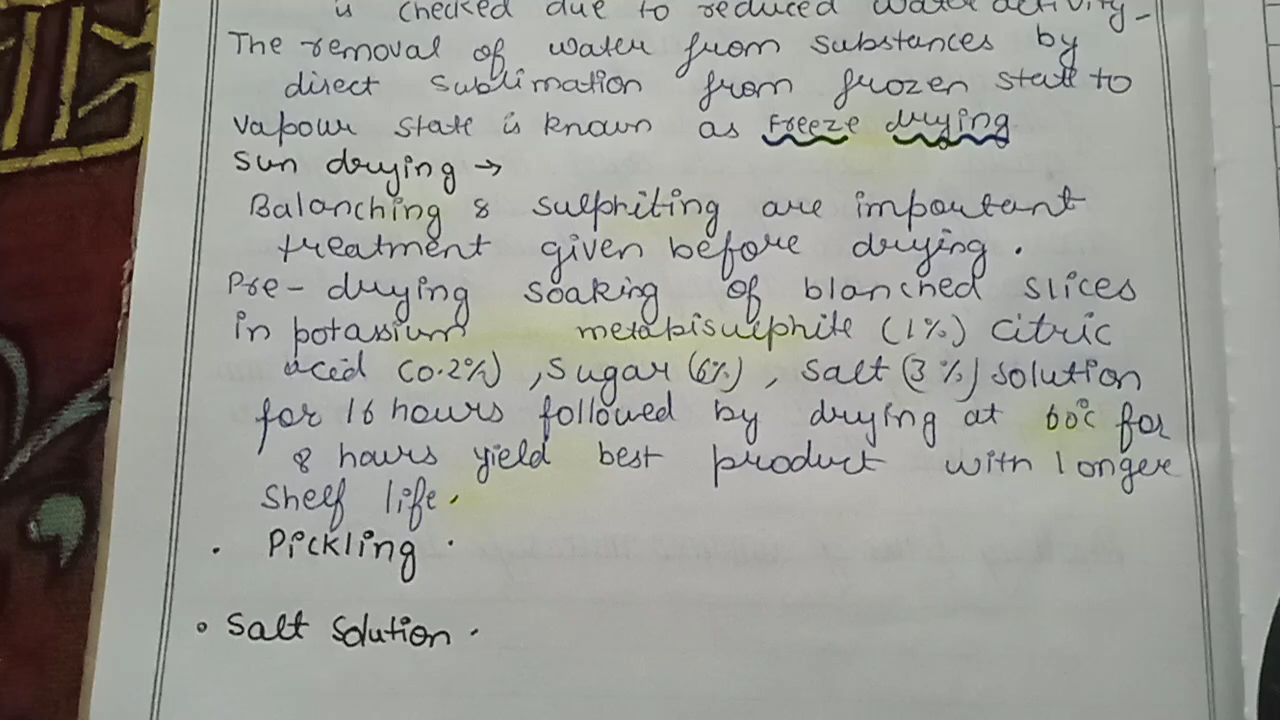 is checked due to reduced water activity-
The removal of water from substances by
direct sublimation from frozen state to
vapour state is known as Freeze drying
Sun drying →
Balanching & sulphiting are important
treatment given before drying.
Pre-drying soaking of blanched slices
in potassium metabisulphite (1%) citric
acid (0.2%), sugar (6%), salt (3%) solution
for 16 hours followed by drying at 60°c for
8 hours yield best product with longer
shelf life.
. Pickling.
• Salt Solution.